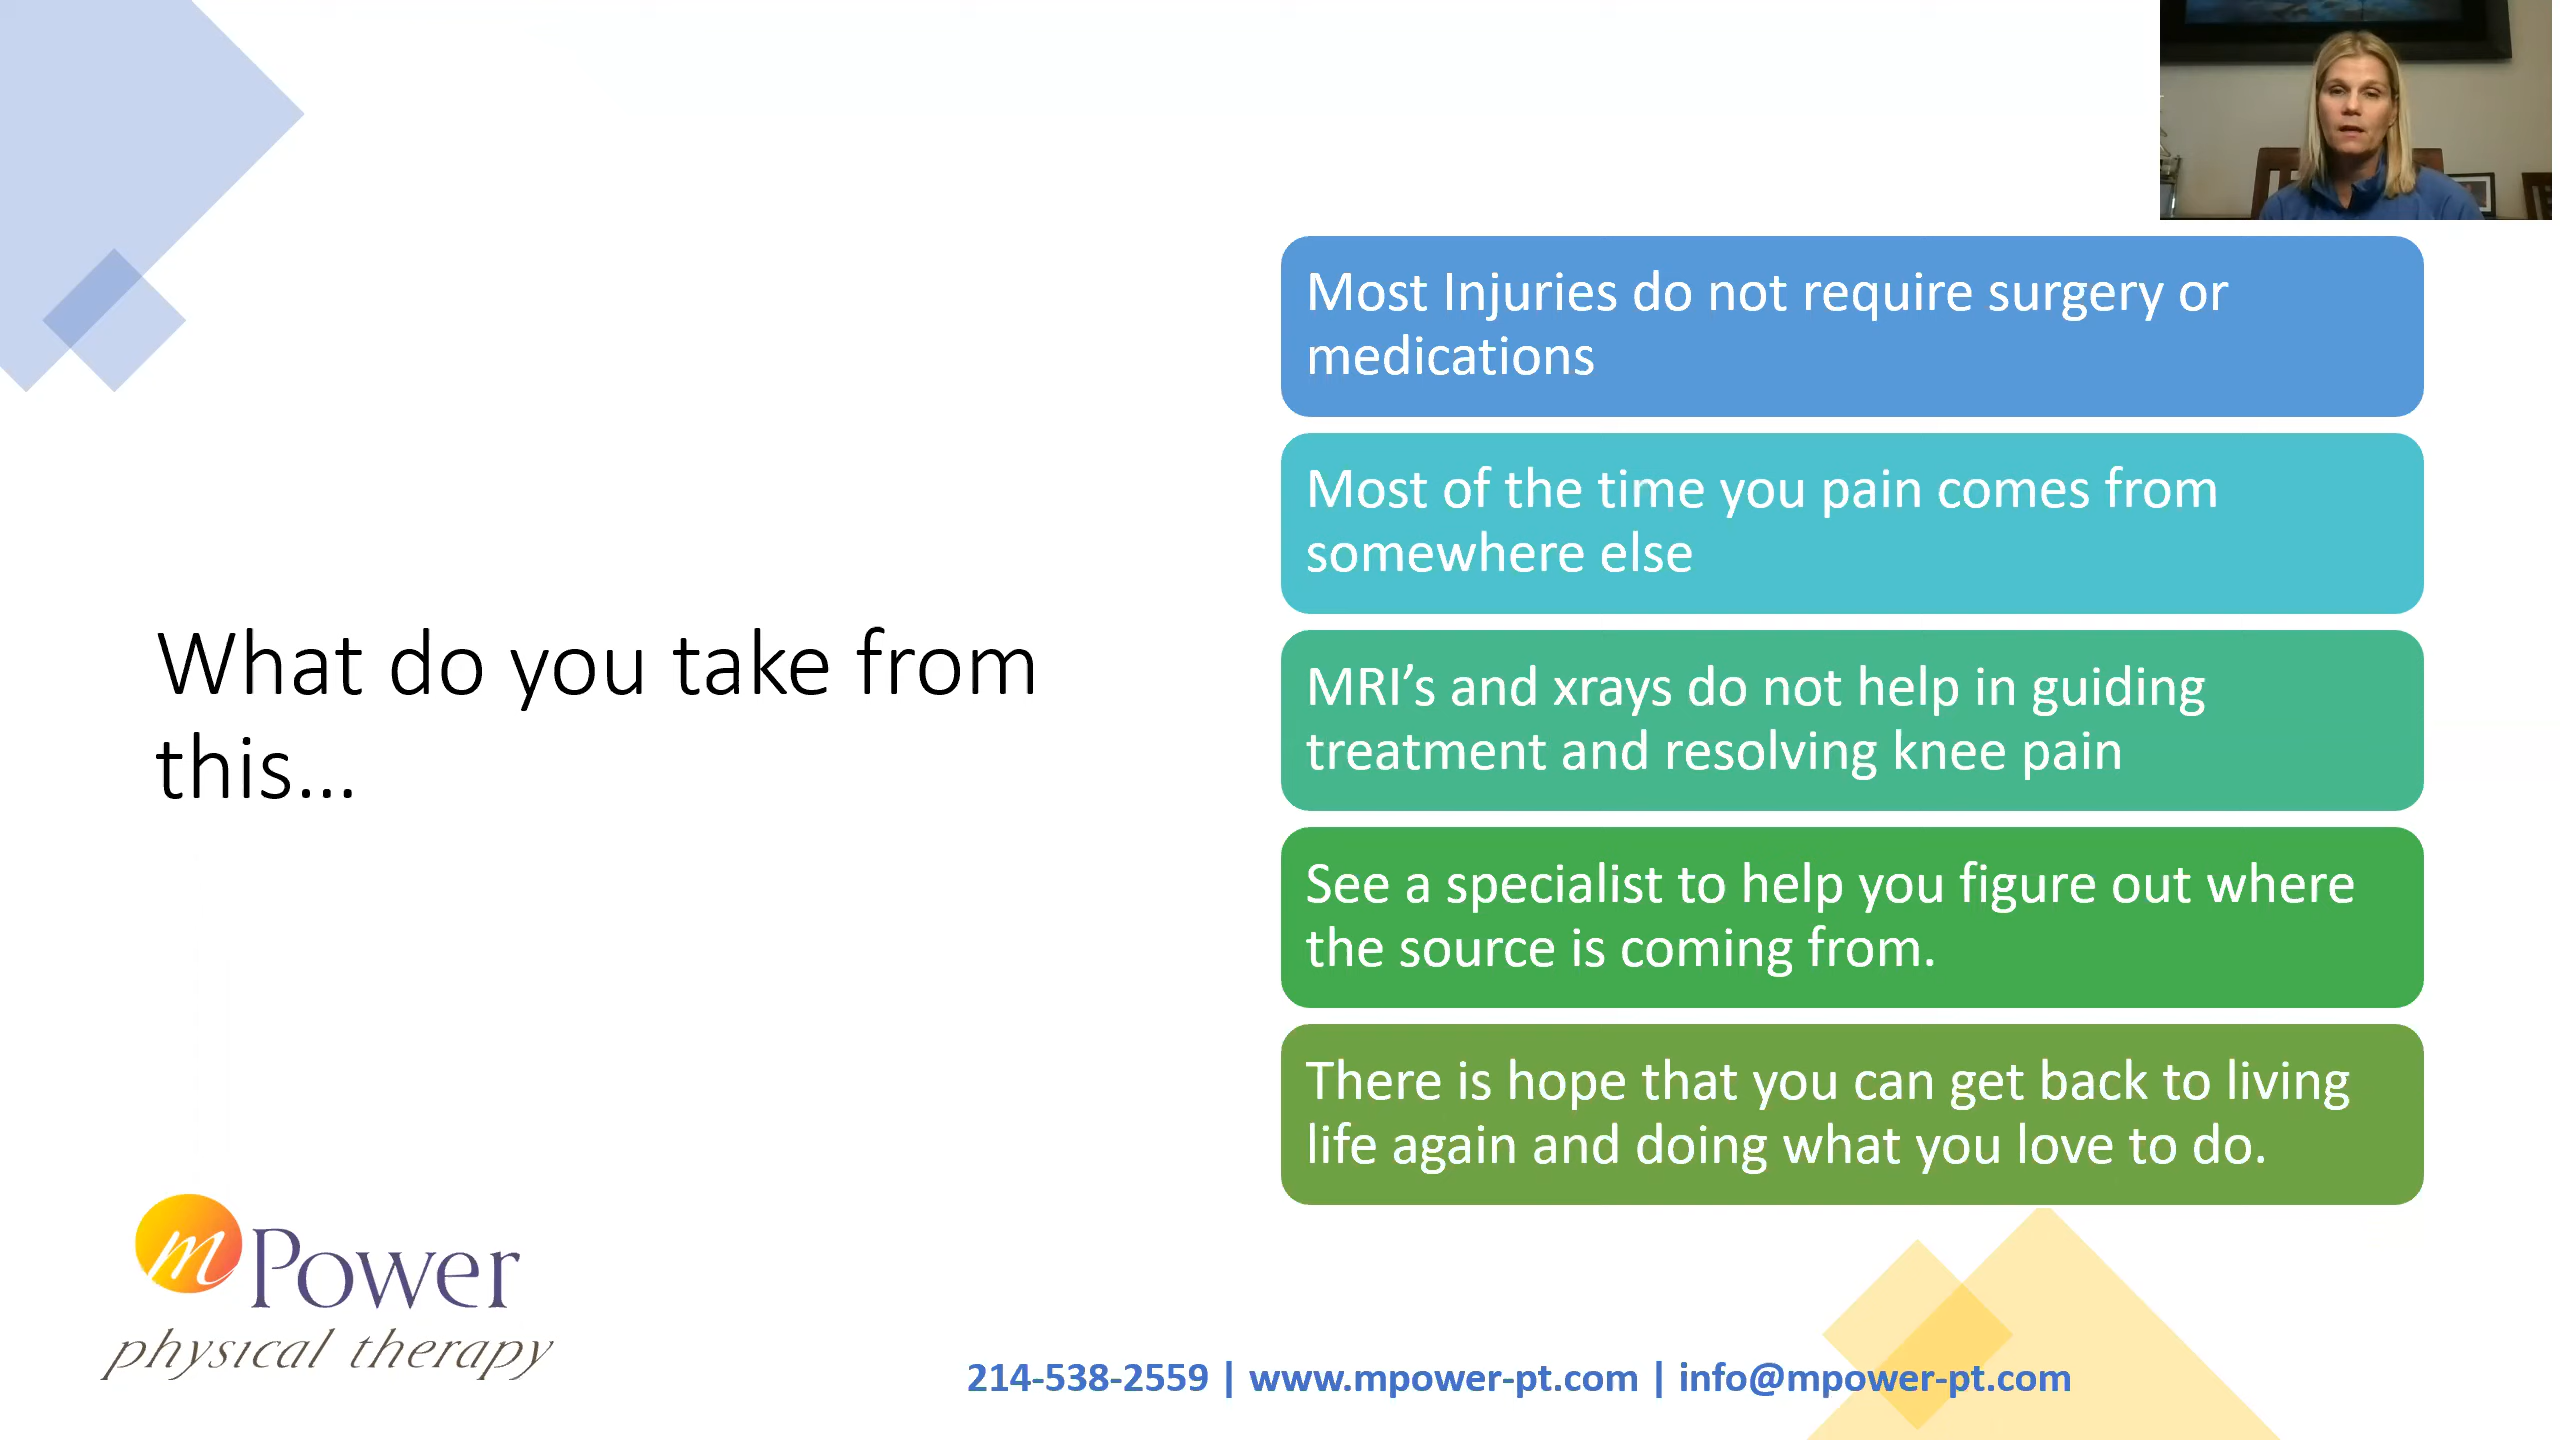 What do you take from
this...
Most Injuries do not require surgery or
medications
Most of the time you pain comes from
somewhere else
MRI’s and xrays do not help in guiding
treatment and resolving knee pain
See a specialist to help you figure out where
the source is coming from.
There is hope that you can get back to living
life again and doing what you love to do.
mPower
physical therapy
214-538-2559 | www.mpower-pt.com | info@mpower-pt.com